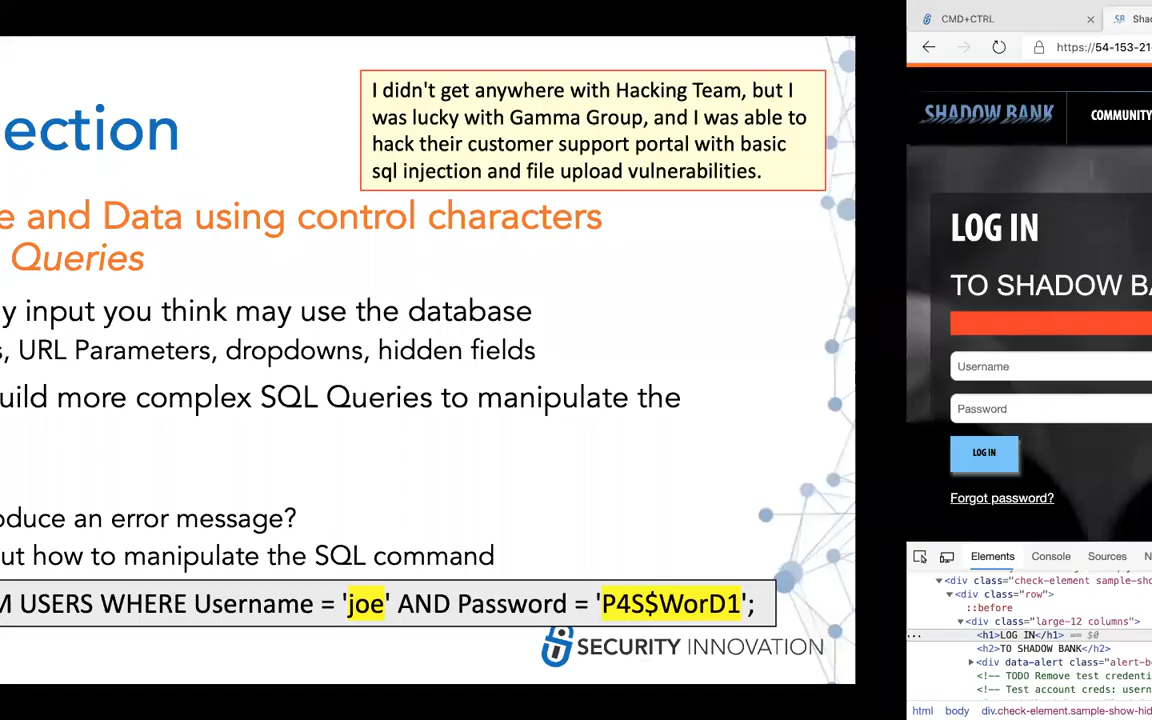 I didn't get anywhere with Hacking Team, but I
was lucky with Gamma Group, and I was able to
hack their customer support portal with basic
sql injection and file upload vulnerabilities.
ection
e and Data using control characters
Queries
y input you think may use the database
s, URL Parameters, dropdowns, hidden fields
uild more complex SQL Queries to manipulate the
oduce an error message?
ut how to manipulate the SQL command
M USERS WHERE Username = 'joe' AND Password = 'P4S$WorD1';
SECURITY INNOVATION
CMD+CTRL
Sha
https://54-153-21
SHADOW BANK
COMMUNITY
LOG IN
TO SHADOW BA
Username
Password
LOG IN
Forgot password?
Elements Console Sources N
<div class="check-element sample-sho
<div class="row">
::before
<div class="large-12 columns">
... <h1>LOG IN</h1> == $0
<h2>TO SHADOW BANK</h2>
<div data-alert class="alert-b
<!-- TODO Remove test credenti
<!-- Test account creds: usern
html body div.check-element.sample-show-hid